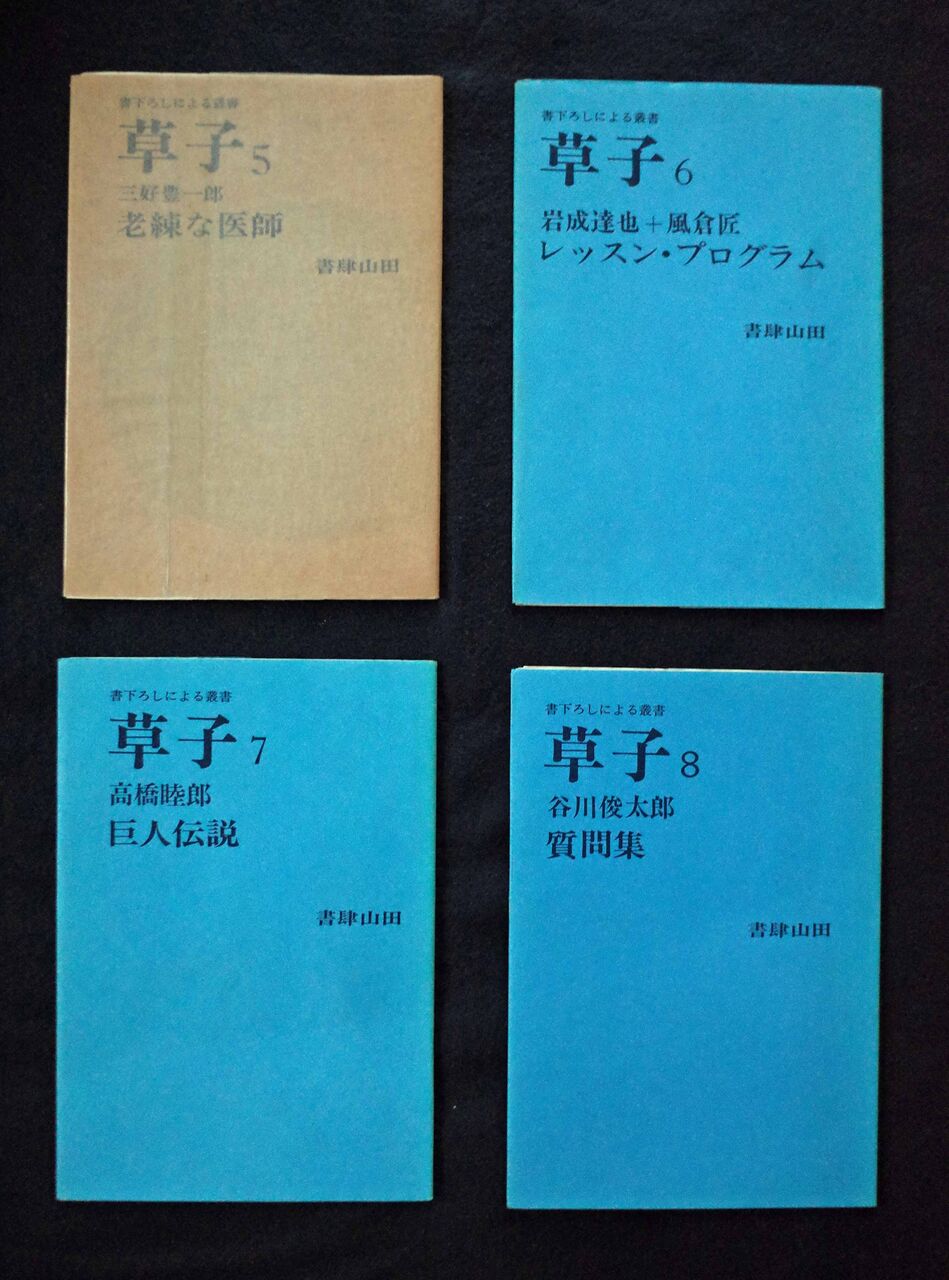 書下ろしによる叢書
草子5
三好豊一郎
老練な医師
書肆山田
書下ろしによる叢書
草子6
岩成達也+風倉匠
レッスン・プログラム
書肆山田
書下ろしによる叢書
草子7
高橋睦郎
巨人伝説
書肆山田
書下ろしによる叢書
草子8
谷川俊太郎
質問集
書肆山田